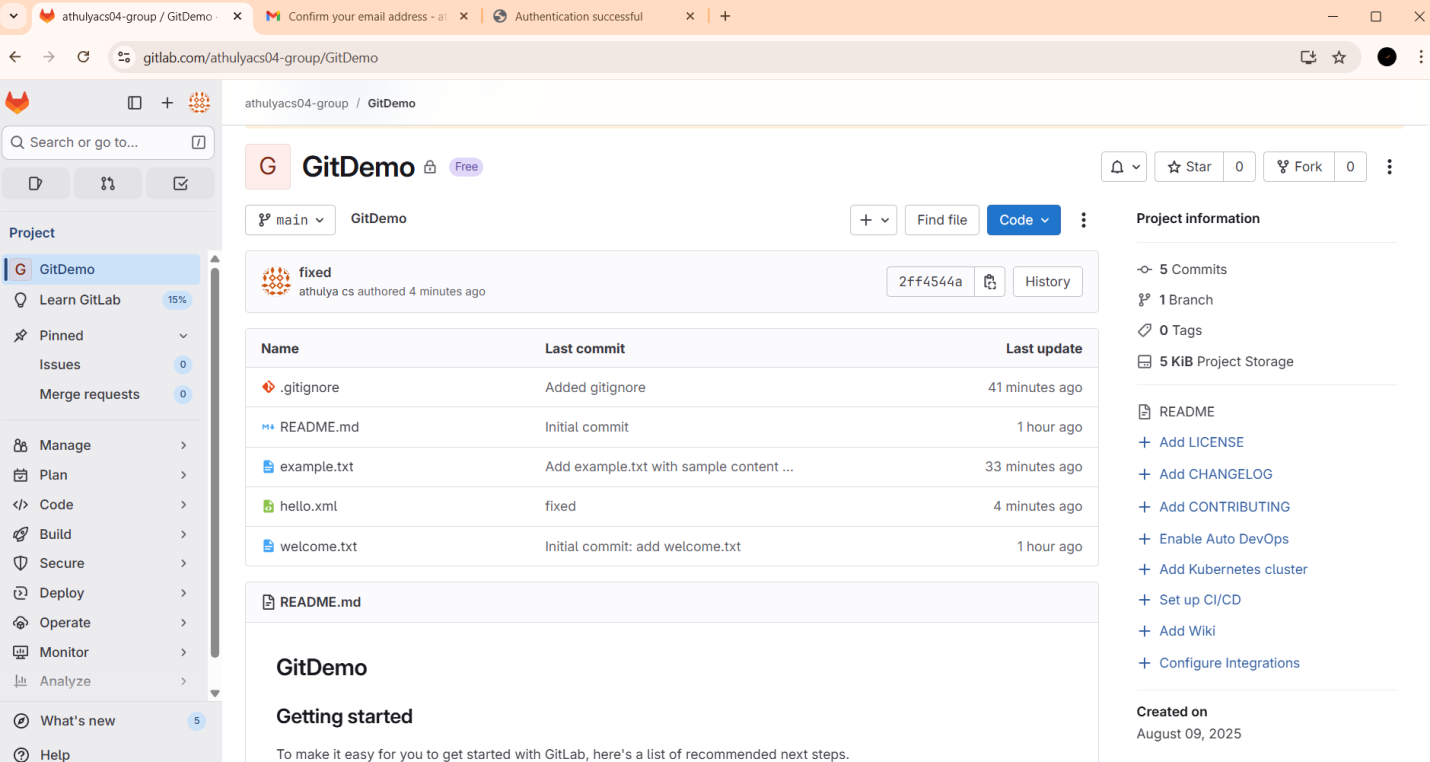 athulyacs04-group / GitDemo ·
Confirm your email address - at
Authentication successful
gitlab.com/athulyacs04-group/GitDemo
athulyacs04-group / GitDemo
Search or go to... /
G GitDemo Free
Star 0
Fork 0
main
GitDemo
Find file
Code
Project information
Project
G GitDemo
Learn GitLab 15%
Pinned
Issues 0
Merge requests 0
Manage
Plan
Code
Build
Secure
Deploy
Operate
Monitor
Analyze
What's new 5
Help
fixed
athulya cs authored 4 minutes ago
2ff4544a
History
Name Last commit Last update
.gitignore Added gitignore 41 minutes ago
README.md Initial commit 1 hour ago
example.txt Add example.txt with sample content ... 33 minutes ago
hello.xml fixed 4 minutes ago
welcome.txt Initial commit: add welcome.txt 1 hour ago
README.md
GitDemo
Getting started
To make it easy for you to get started with GitLab, here's a list of recommended next steps.
5 Commits
1 Branch
0 Tags
5 KiB Project Storage
README
Add LICENSE
Add CHANGELOG
Add CONTRIBUTING
Enable Auto DevOps
Add Kubernetes cluster
Set up CI/CD
Add Wiki
Configure Integrations
Created on
August 09, 2025